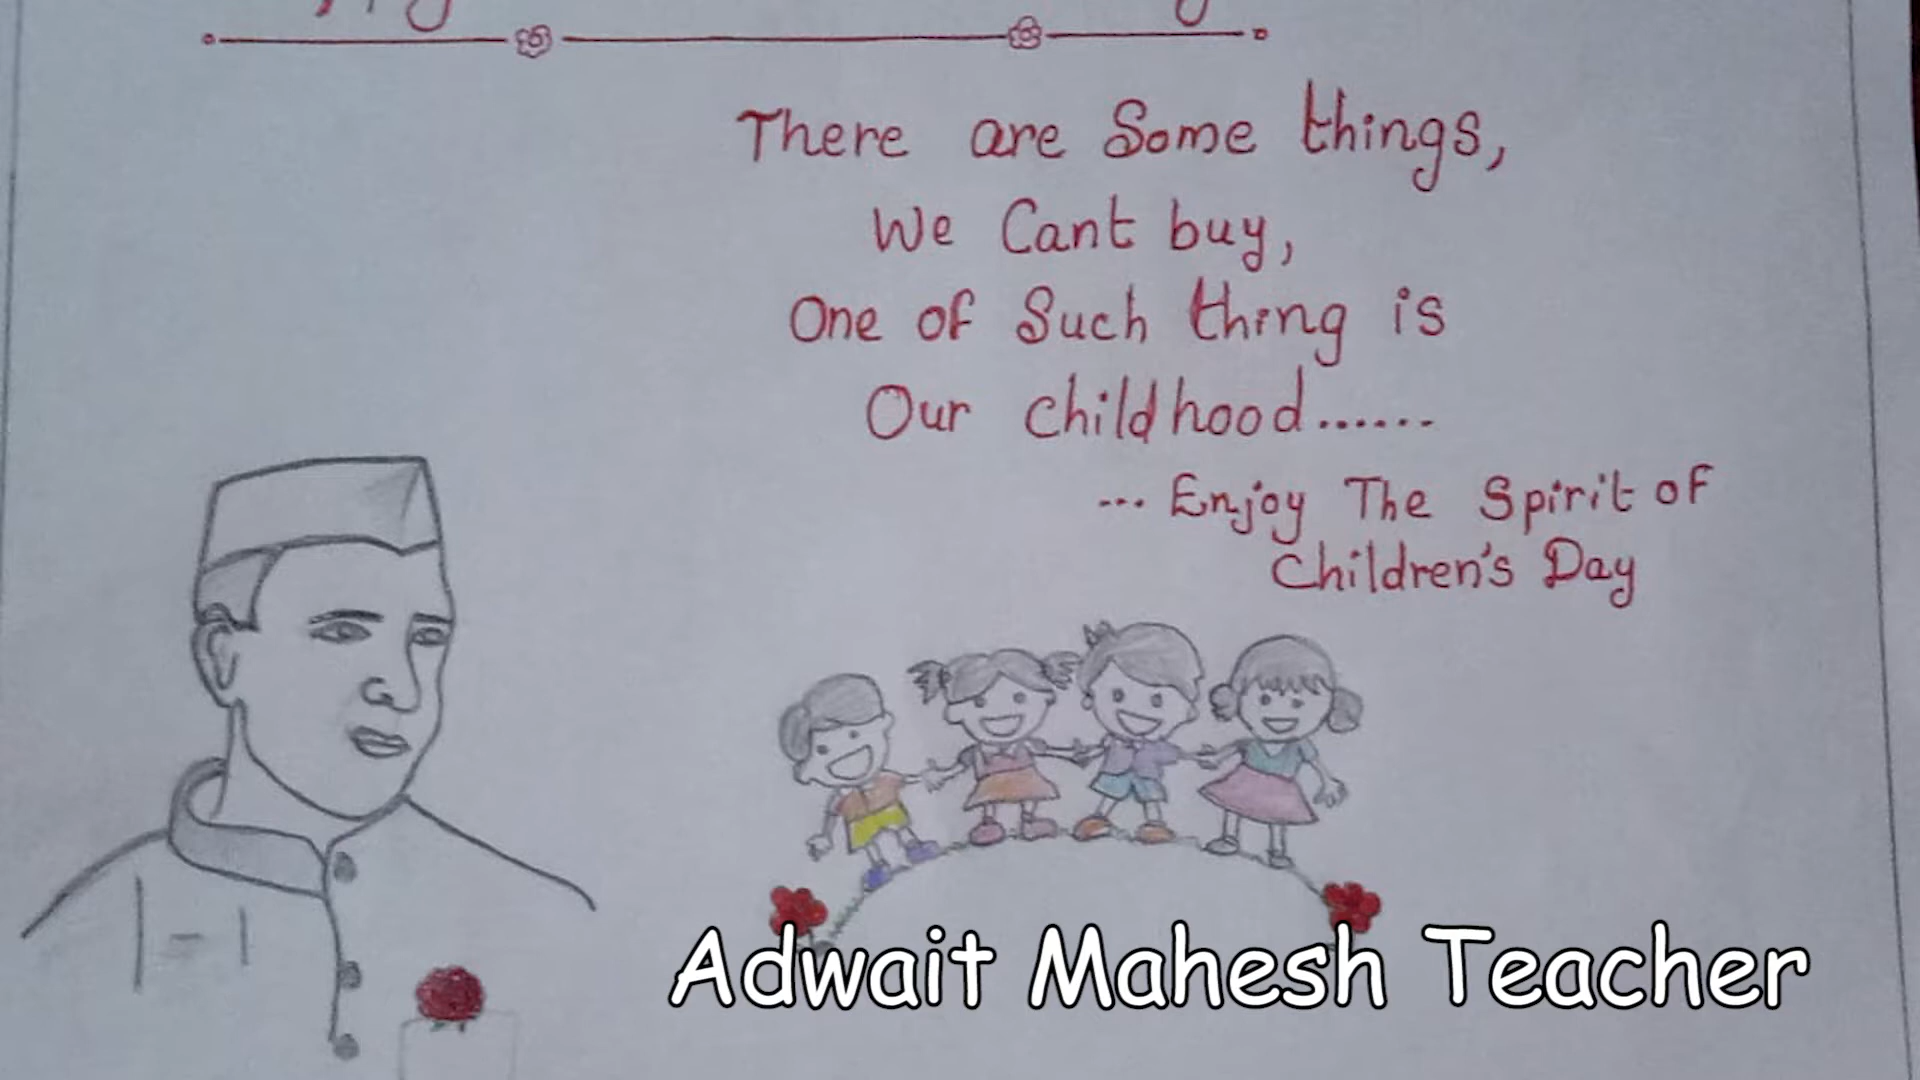 There are Some things,
We Cant buy,
One of Such thing is
Our childhood......
... Enjoy The Spirit of
Children's Day
Adwait Mahesh Teacher